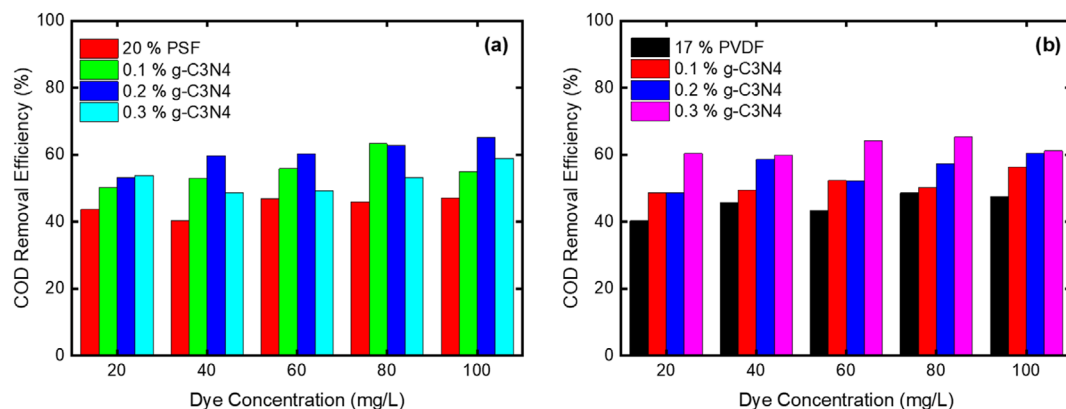 COD Removal Efficiency (%)
100
80
60
40
20
0
(a)
20 % PSF
0.1 % g-C3N4
0.2 % g-C3N4
0.3 % g-C3N4
20 40 60 80 100
Dye Concentration (mg/L)
COD Removal Efficiency (%)
100
80
60
40
20
0
(b)
17 % PVDF
0.1 % g-C3N4
0.2 % g-C3N4
0.3 % g-C3N4
20 40 60 80 100
Dye Concentration (mg/L)